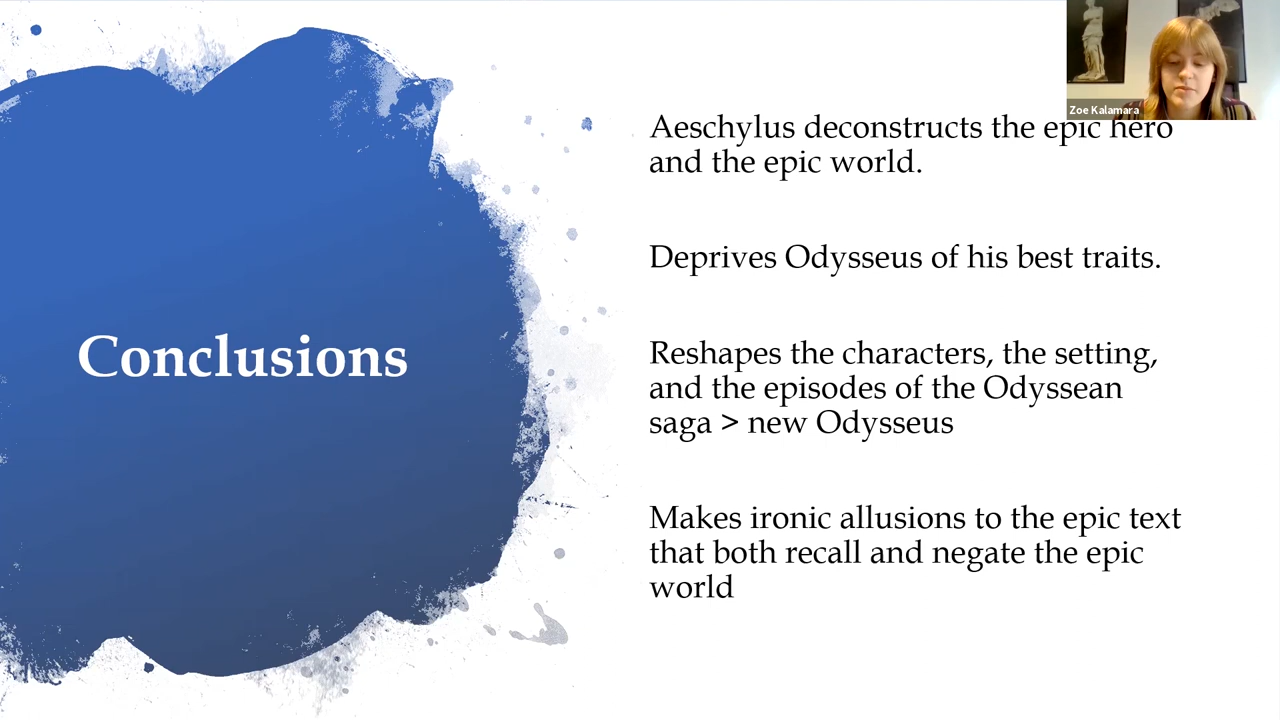 Zoe Kalamara
Conclusions
Aeschylus deconstructs the epic hero
and the epic world.
Deprives Odysseus of his best traits.
Reshapes the characters, the setting,
and the episodes of the Odyssean
saga > new Odysseus
Makes ironic allusions to the epic text
that both recall and negate the epic
world